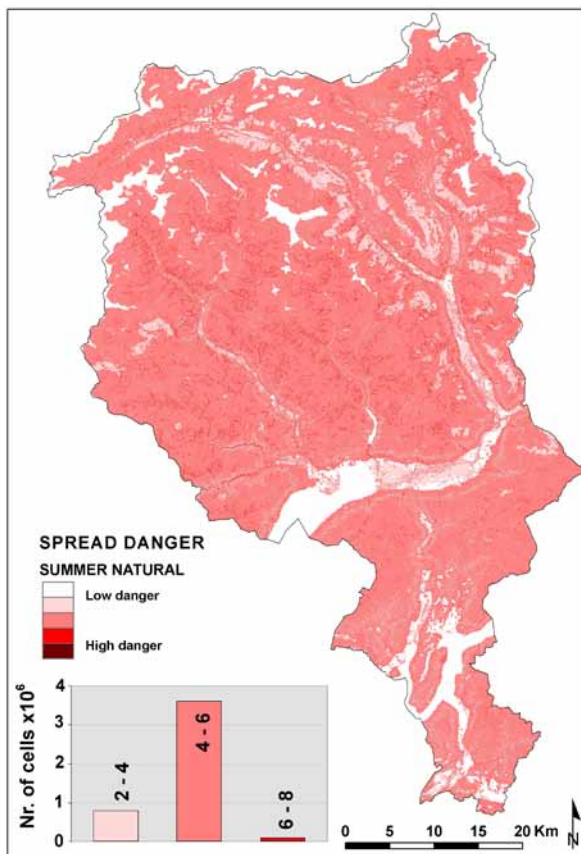 SPREAD DANGER
SUMMER NATURAL
Low danger
High danger
Nr. of cells x10⁶
4
3
2
1
0
2 - 4
4 - 6
6 - 8
0 5 10 15 20 Km
N